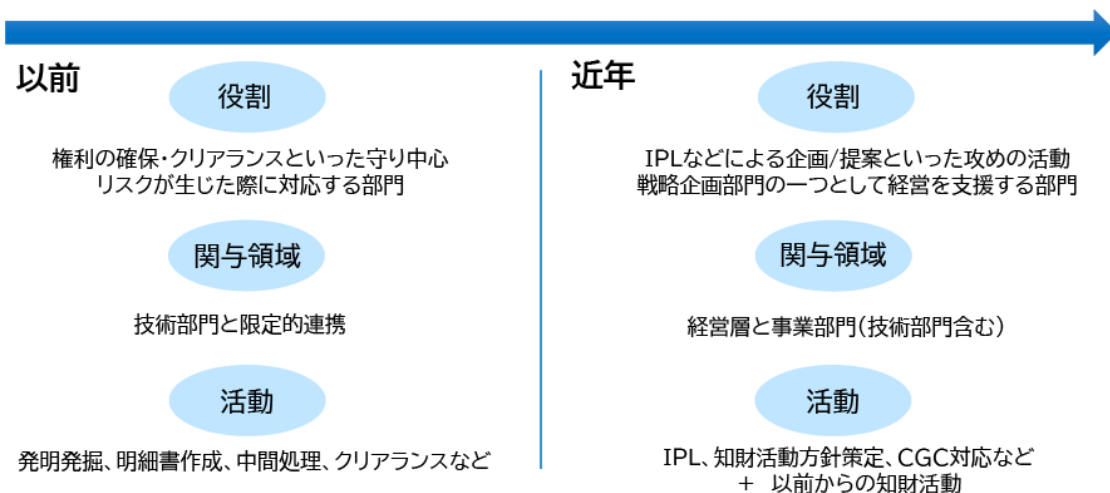 以前
役割
権利の確保・クリアランスといった守り中心
リスクが生じた際に対応する部門
関与領域
技術部門と限定的連携
活動
発明発掘、明細書作成、中間処理、クリアランスなど
近年
役割
IPLなどによる企画/提案といった攻めの活動
戦略企画部門の一つとして経営を支援する部門
関与領域
経営層と事業部門(技術部門含む)
活動
IPL、知財活動方針策定、CGC対応など
+ 以前からの知財活動